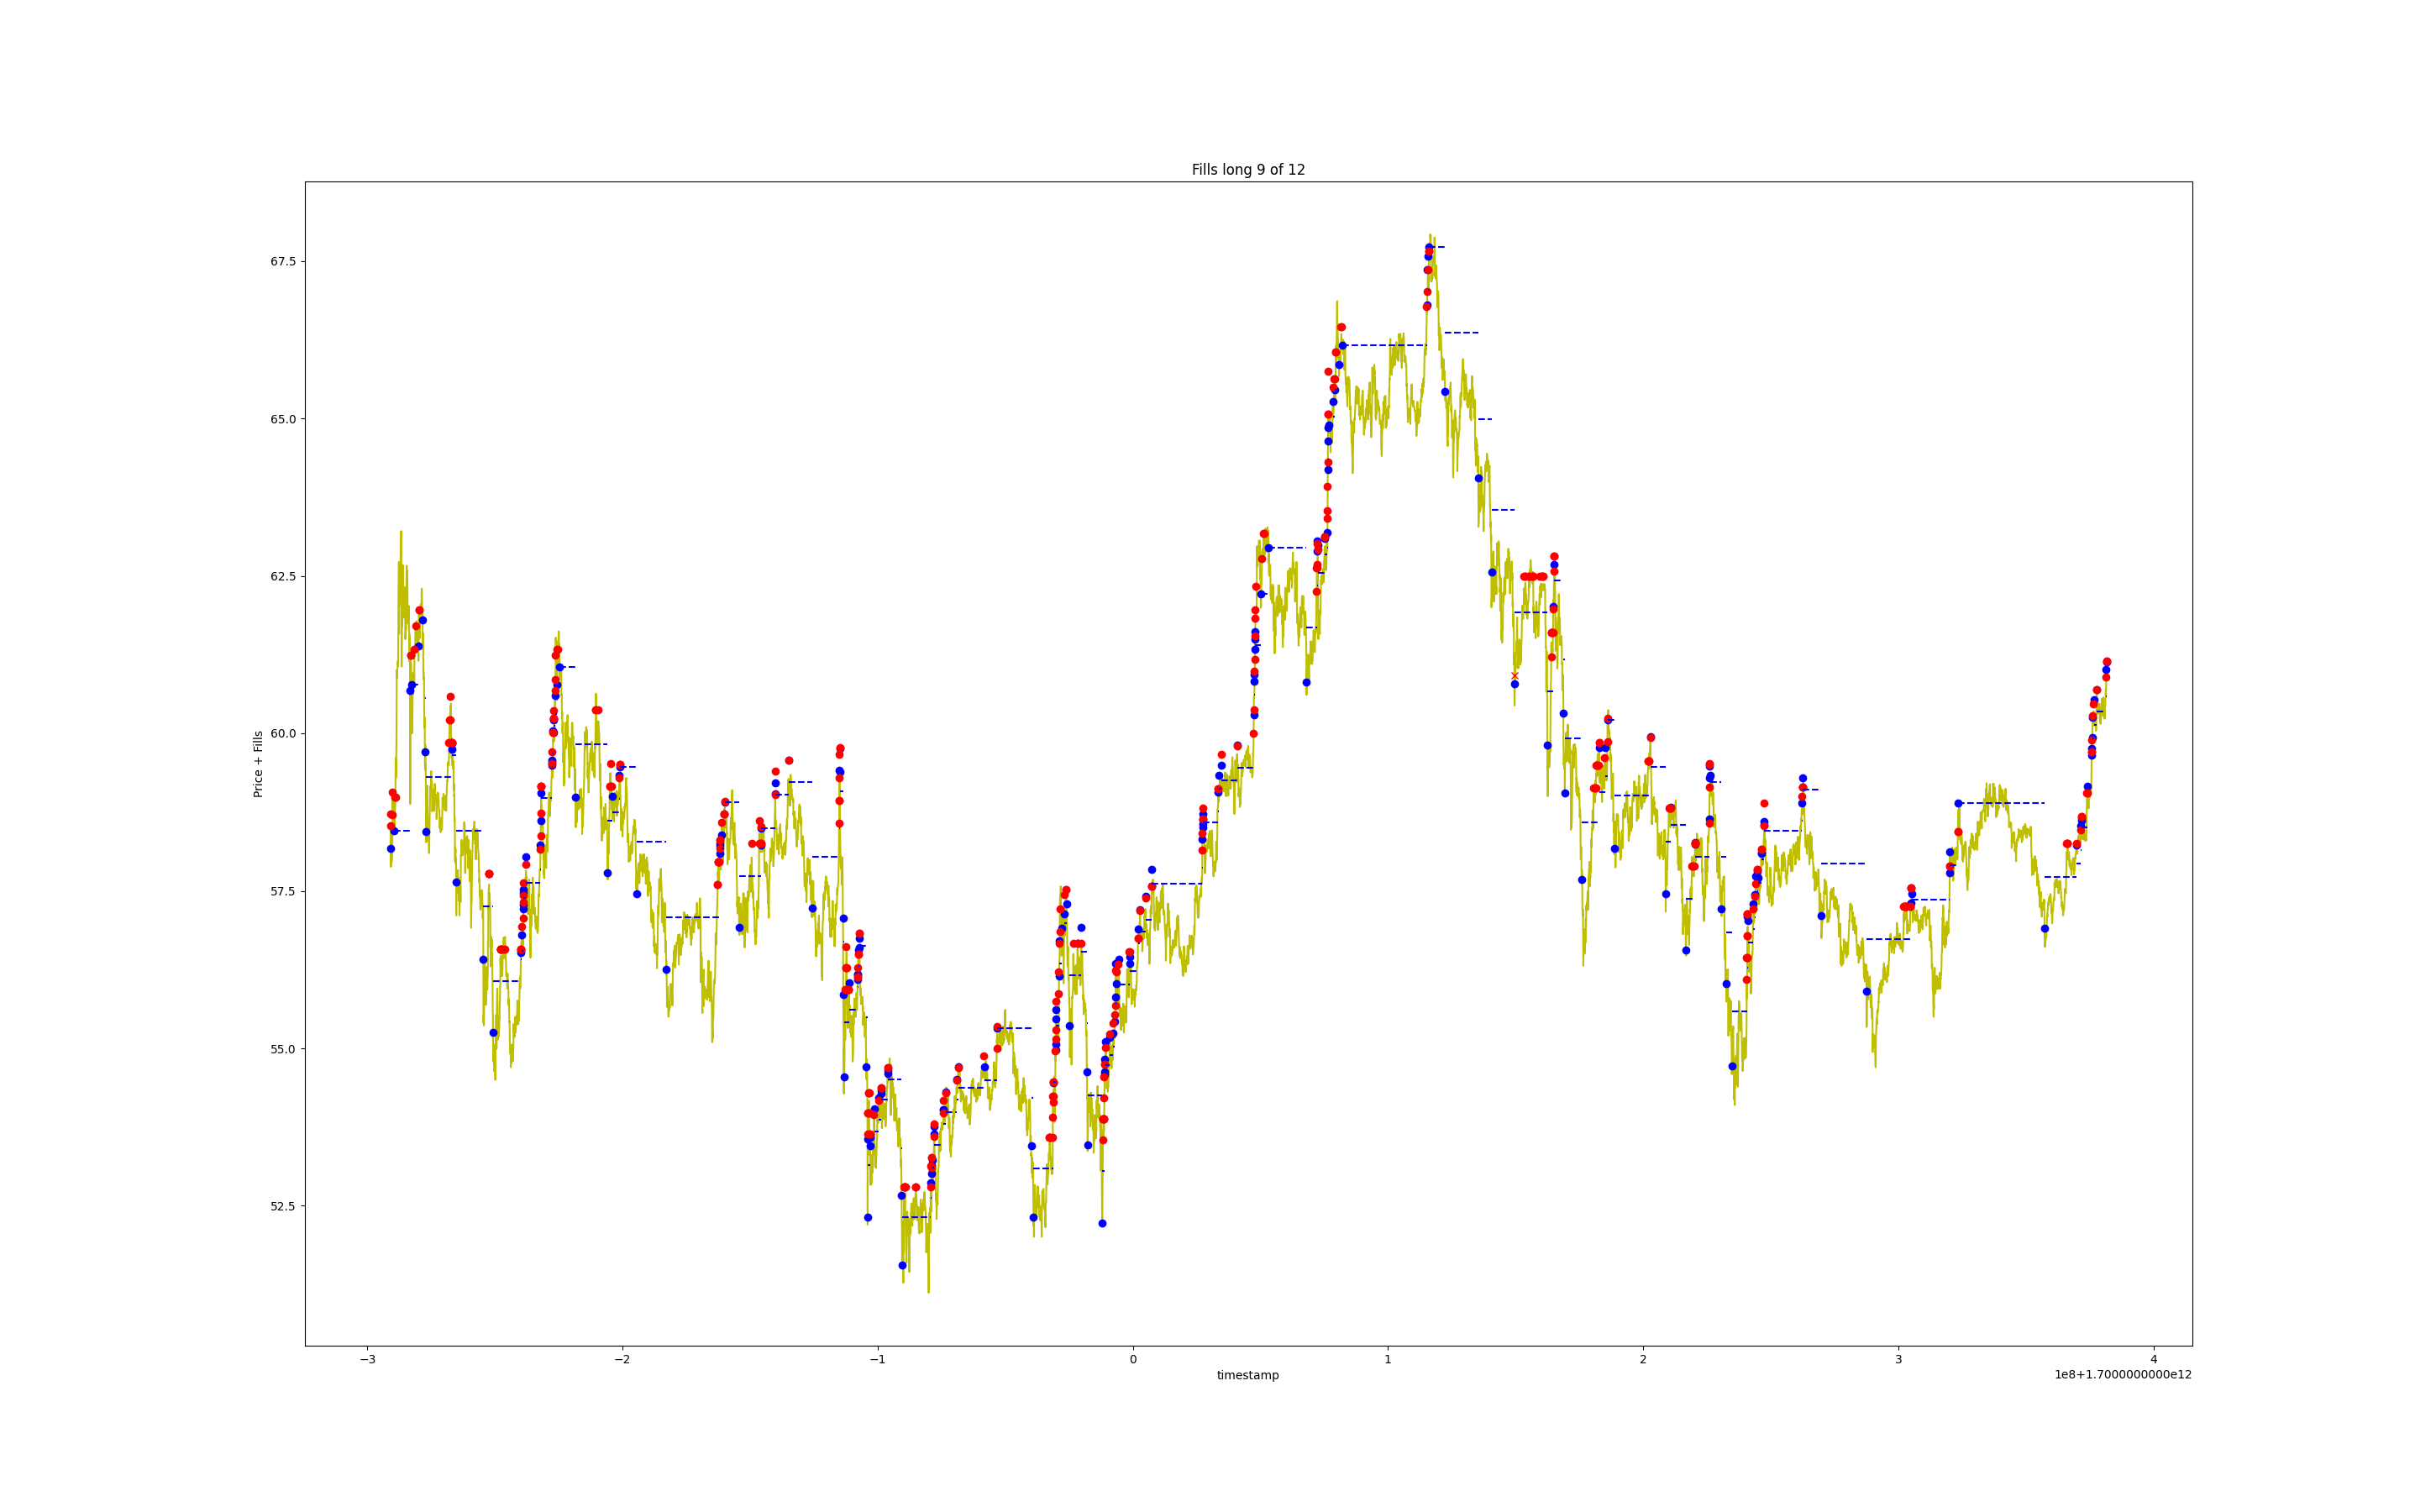 Fills long 9 of 12
Price + Fills
67.5
65.0
62.5
60.0
57.5
55.0
52.5
−3 −2 −1 0 1 2 3 4
timestamp
1e8+1.7000000000e12